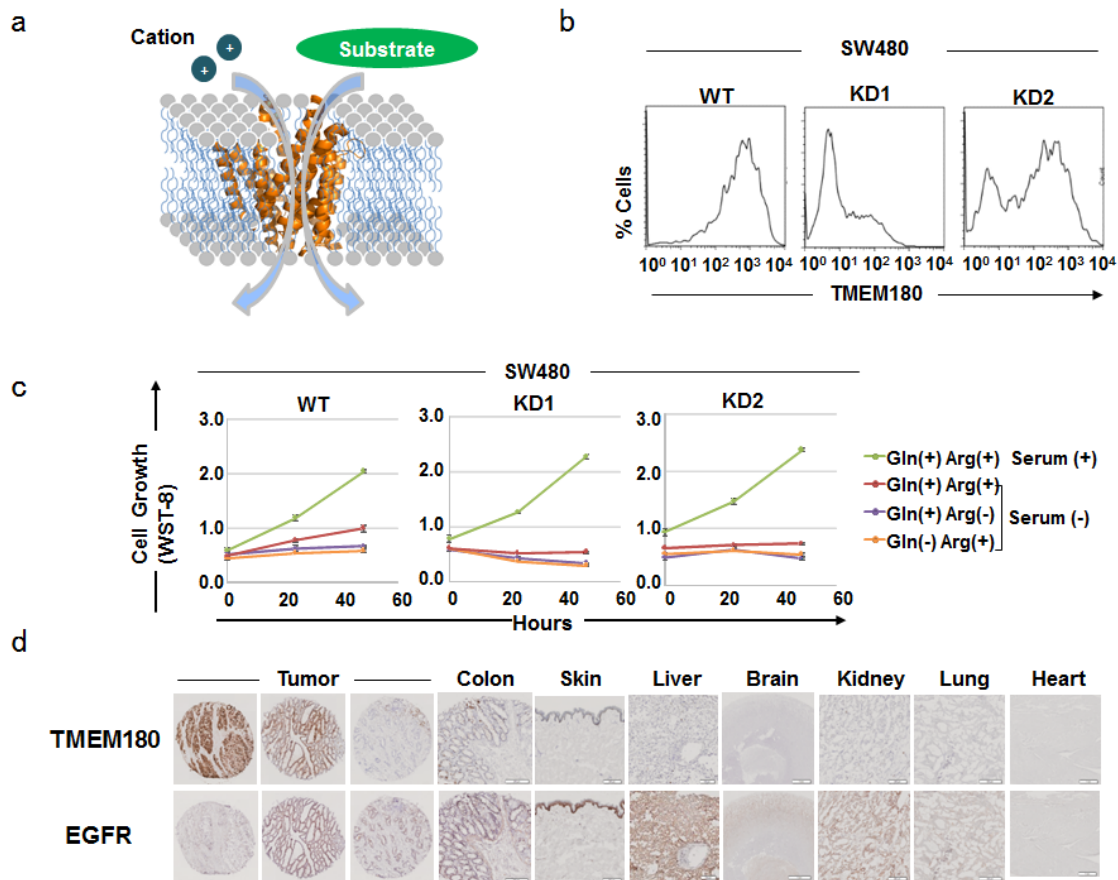 a
Cation
+
+
Substrate
b
SW480
WT KD1 KD2
% Cells
10⁰ 10¹ 10² 10³ 10⁴ 10⁰ 10¹ 10² 10³ 10⁴ 10⁰ 10¹ 10² 10³ 10⁴
TMEM180
c
SW480
WT KD1 KD2
Cell Growth
(WST-8)
3.0 3.0 3.0
2.0 2.0 2.0
1.0 1.0 1.0
0.0 0.0 0.0
0 20 40 60 0 20 40 60 0 20 40 60
Hours
Gln(+) Arg(+) Serum (+)
Gln(+) Arg(+)
Gln(+) Arg(-) Serum (-)
Gln(-) Arg(+)
d
Tumor Colon Skin Liver Brain Kidney Lung Heart
TMEM180
EGFR